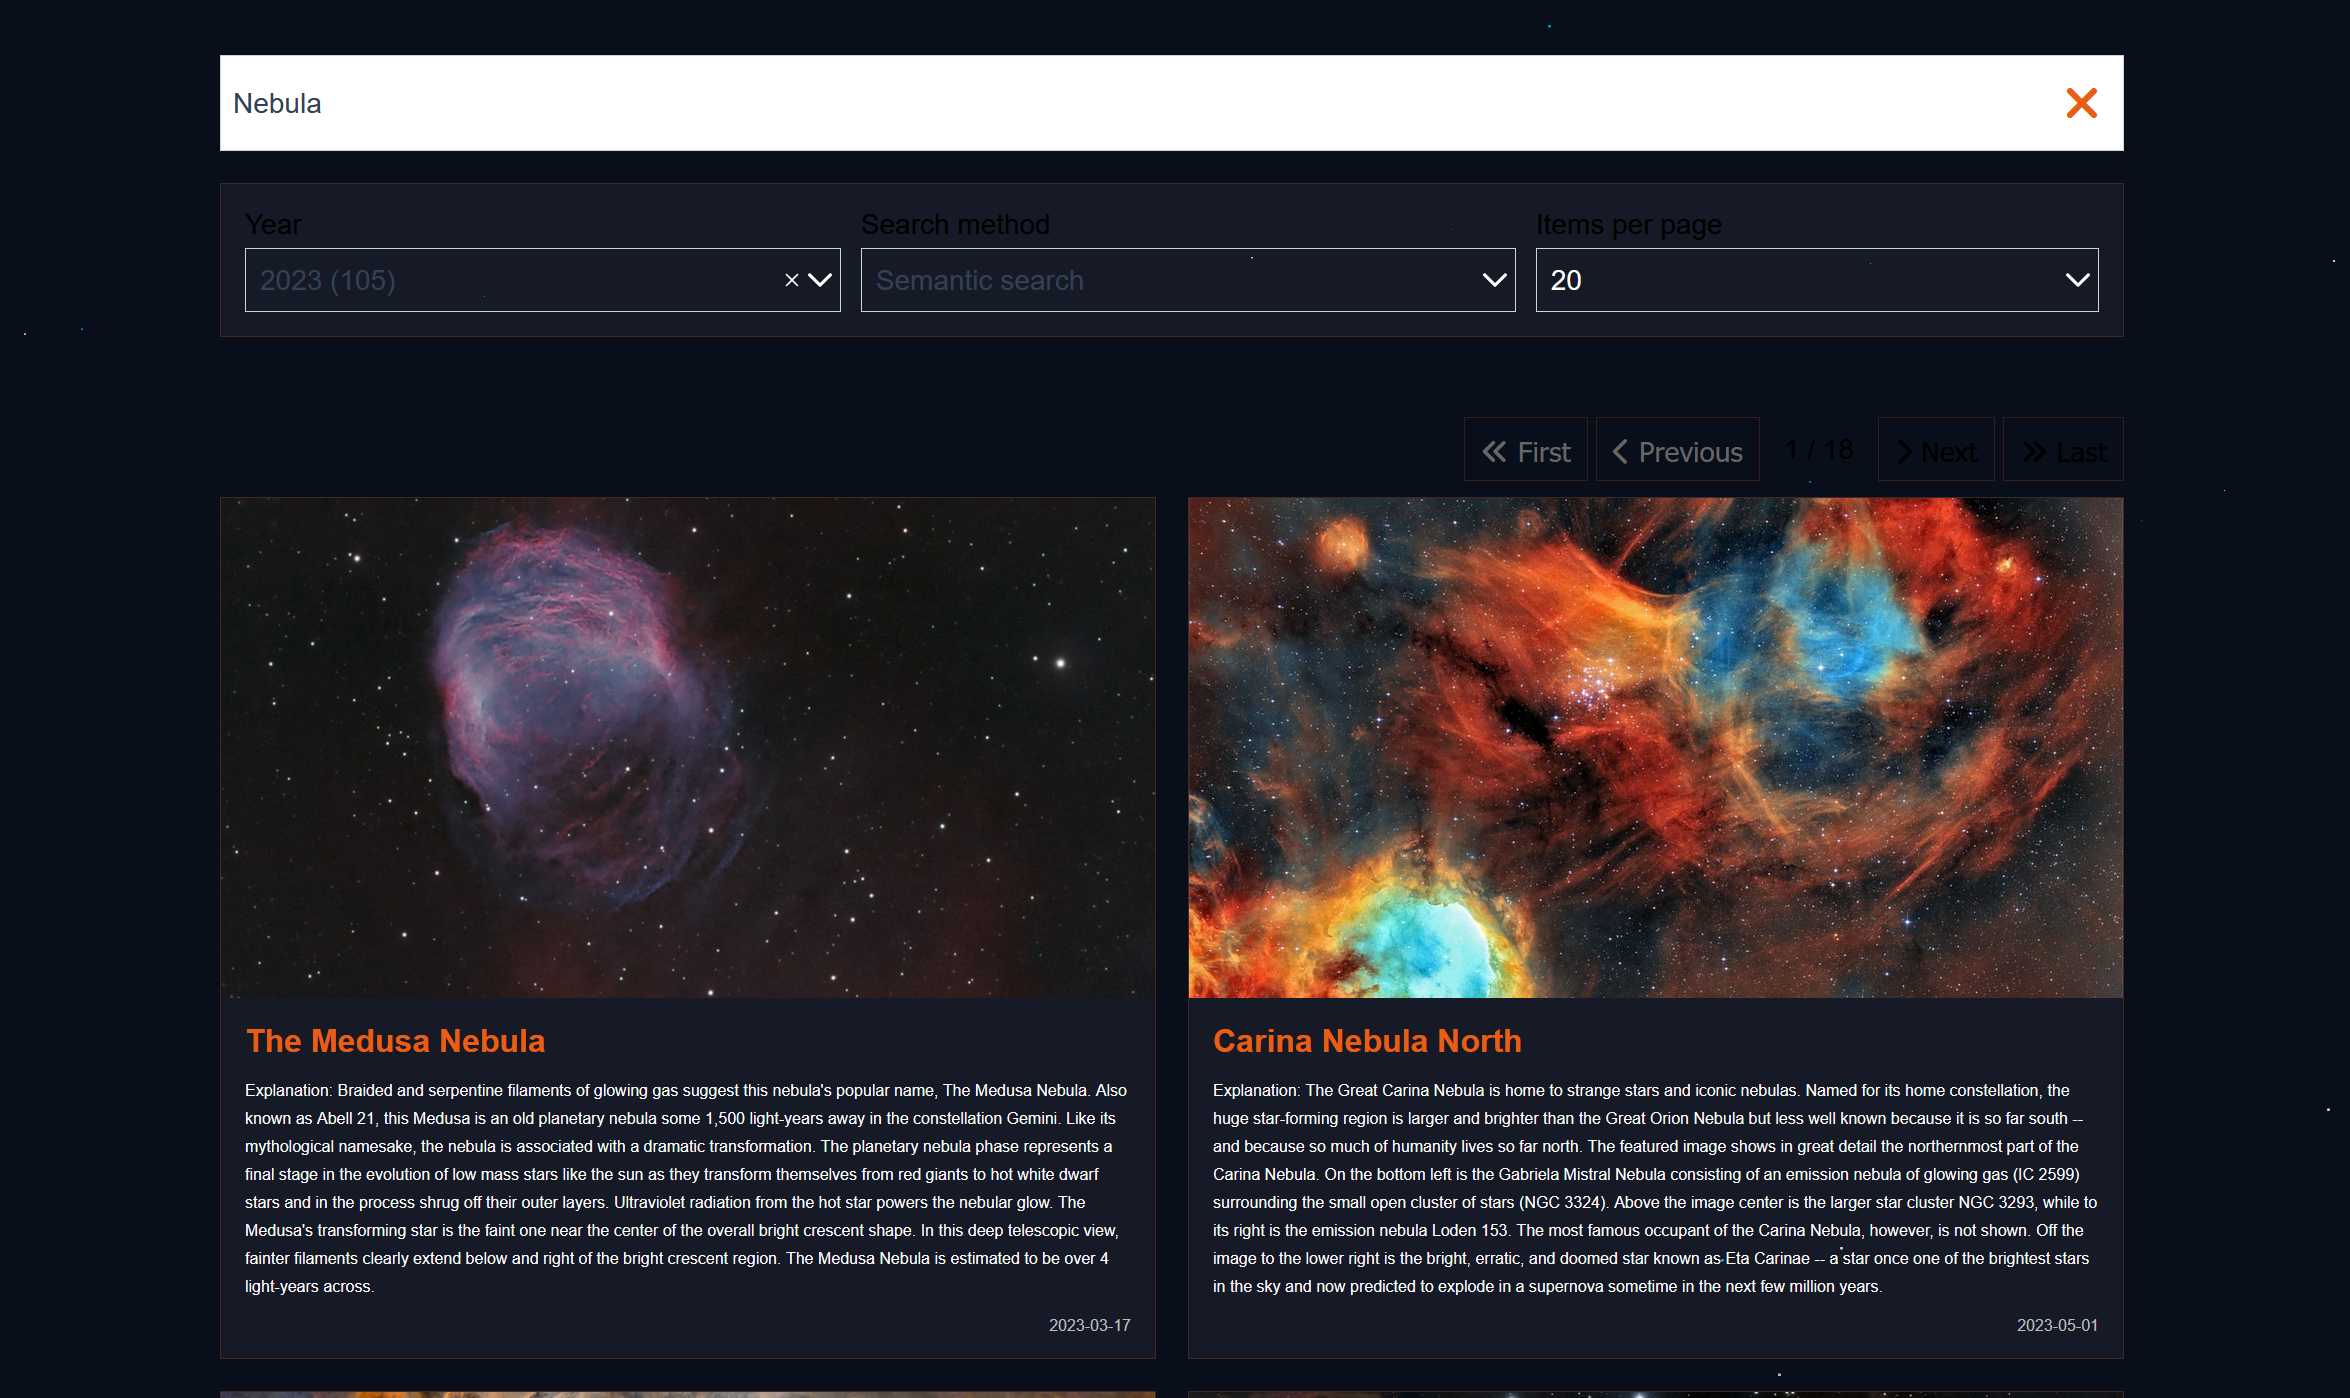 Nebula
Year
Search method
Items per page
2023 (105)
Semantic search
20
First
Previous
1 / 18
Next
Last
The Medusa Nebula
Explanation: Braided and serpentine filaments of glowing gas suggest this nebula's popular name, The Medusa Nebula. Also
known as Abell 21, this Medusa is an old planetary nebula some 1,500 light-years away in the constellation Gemini. Like its
mythological namesake, the nebula is associated with a dramatic transformation. The planetary nebula phase represents a
final stage in the evolution of low mass stars like the sun as they transform themselves from red giants to hot white dwarf
stars and in the process shrug off their outer layers. Ultraviolet radiation from the hot star powers the nebular glow. The
Medusa's transforming star is the faint one near the center of the overall bright crescent shape. In this deep telescopic view,
fainter filaments clearly extend below and right of the bright crescent region. The Medusa Nebula is estimated to be over 4
light-years across.
2023-03-17
Carina Nebula North
Explanation: The Great Carina Nebula is home to strange stars and iconic nebulas. Named for its home constellation, the
huge star-forming region is larger and brighter than the Great Orion Nebula but less well known because it is so far south --
and because so much of humanity lives so far north. The featured image shows in great detail the northernmost part of the
Carina Nebula. On the bottom left is the Gabriela Mistral Nebula consisting of an emission nebula of glowing gas (IC 2599)
surrounding the small open cluster of stars (NGC 3324). Above the image center is the larger star cluster NGC 3293, while to
its right is the emission nebula Loden 153. The most famous occupant of the Carina Nebula, however, is not shown. Off the
image to the lower right is the bright, erratic, and doomed star known as Eta Carinae -- a star once one of the brightest stars
in the sky and now predicted to explode in a supernova sometime in the next few million years.
2023-05-01